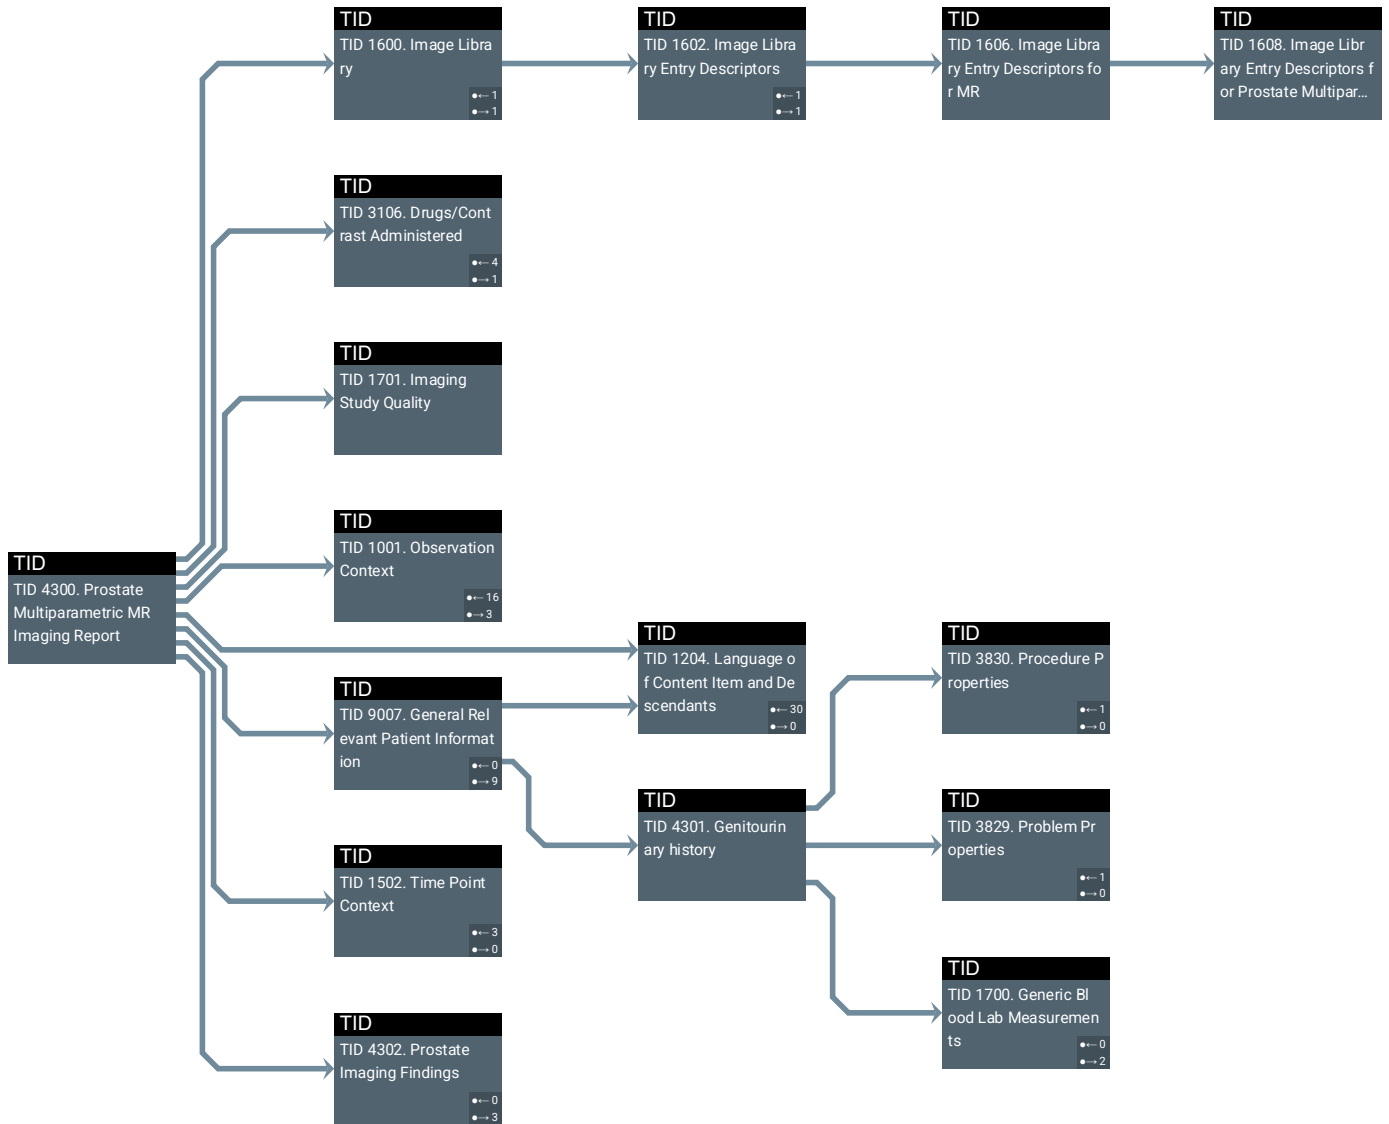 TID
TID 1600. Image Libra
ry
●← 1
●→ 1
TID
TID 1602. Image Libra
ry Entry Descriptors
●← 1
●→ 1
TID
TID 1606. Image Libra
ry Entry Descriptors fo
r MR
TID
TID 1608. Image Libr
ary Entry Descriptors f
or Prostate Multipar...
TID
TID 3106. Drugs/Cont
rast Administered
●← 4
●→ 1
TID
TID 1701. Imaging
Study Quality
TID
TID 1001. Observation
Context
●← 16
●→ 3
TID
TID 4300. Prostate
Multiparametric MR
Imaging Report
TID
TID 1204. Language o
f Content Item and De
scendants
●← 30
●→ 0
TID
TID 3830. Procedure P
roperties
●← 1
●→ 0
TID
TID 9007. General Rel
evant Patient Informat
ion
●← 0
●→ 9
TID
TID 4301. Genitourin
ary history
TID
TID 3829. Problem Pr
operties
●← 1
●→ 0
TID
TID 1502. Time Point
Context
●← 3
●→ 0
TID
TID 1700. Generic Bl
ood Lab Measuremen
ts
●← 0
●→ 2
TID
TID 4302. Prostate
Imaging Findings
●← 0
●→ 3